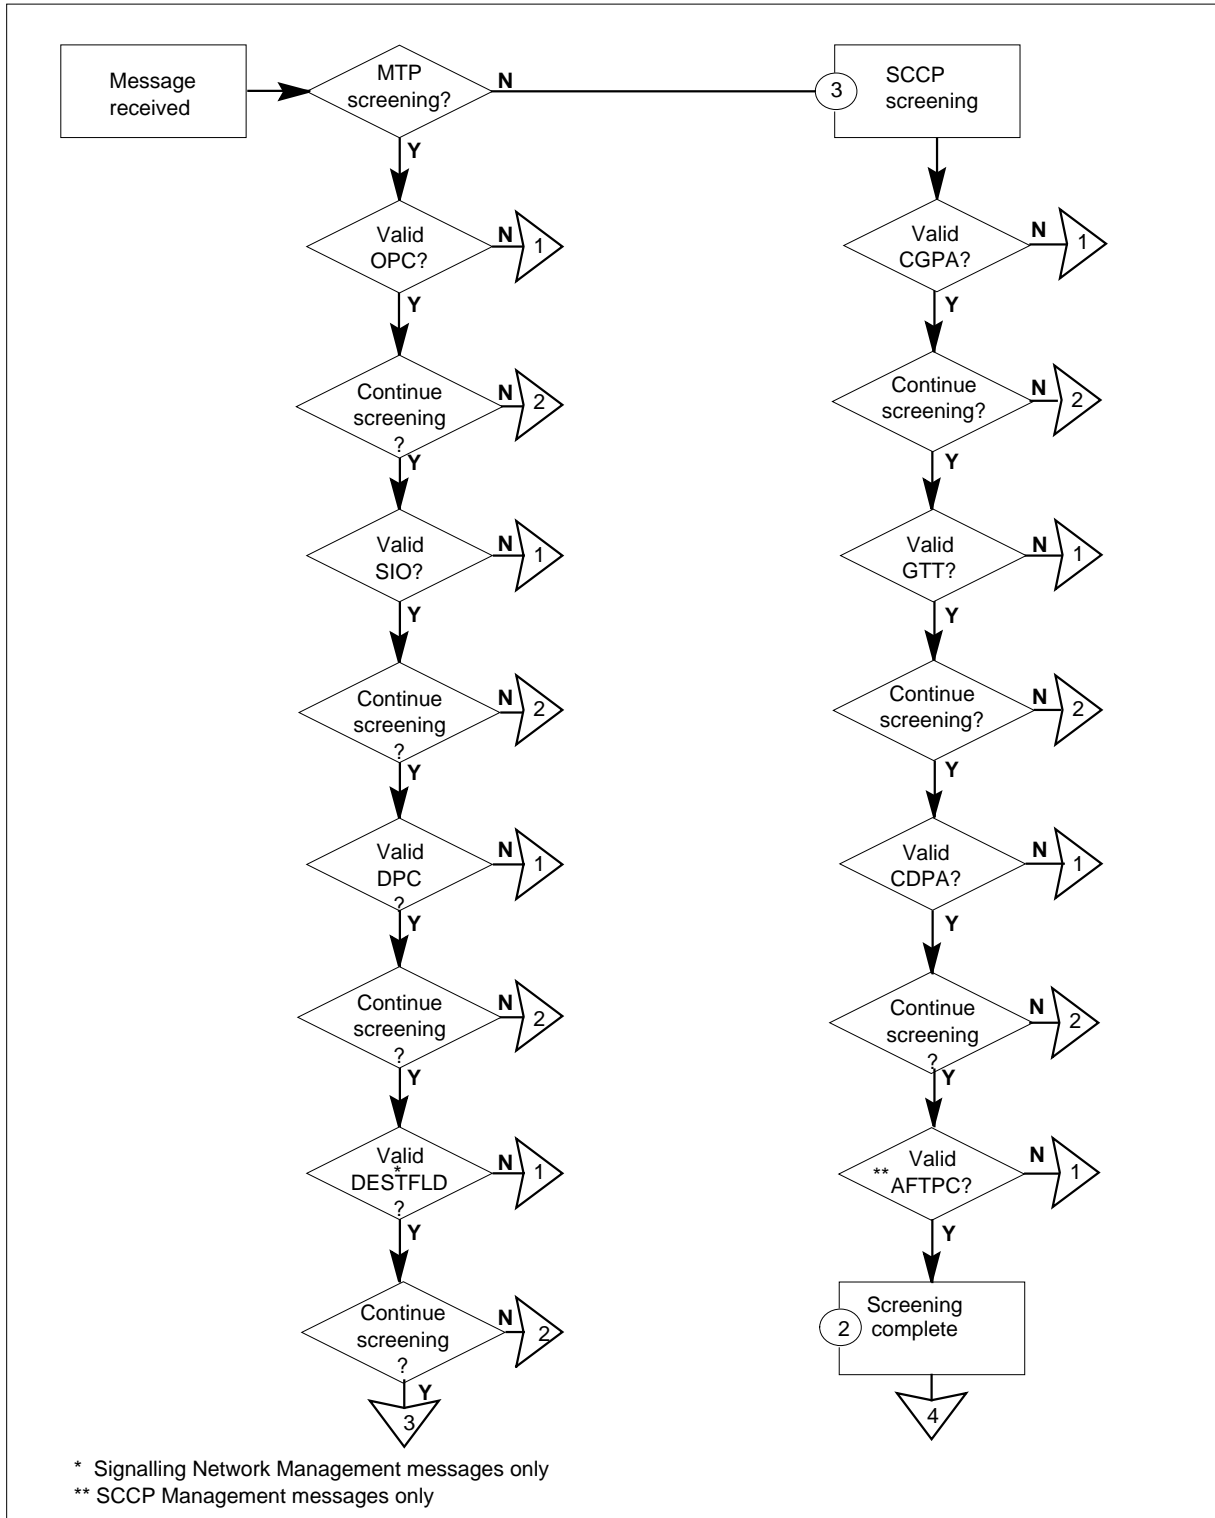 Message
received
MTP
screening?
N
3
SCCP
screening
Y
Valid
OPC?
N
1
Y
Continue
screening
?
N
2
Y
Valid
SIO?
N
1
Y
Continue
screening
?
N
2
Y
Valid
DPC
?
N
1
Y
Continue
screening
?
N
2
Y
Valid
*
DESTFLD
?
N
1
Y
Continue
screening
?
N
2
Y
3
Valid
CGPA?
N
1
Y
Continue
screening?
N
2
Y
Valid
GTT?
N
1
Y
Continue
screening?
N
2
Y
Valid
CDPA?
N
1
Y
Continue
screening
?
N
2
Y
Valid
** AFTPC?
N
1
Y
2
Screening
complete
4
* Signalling Network Management messages only
** SCCP Management messages only